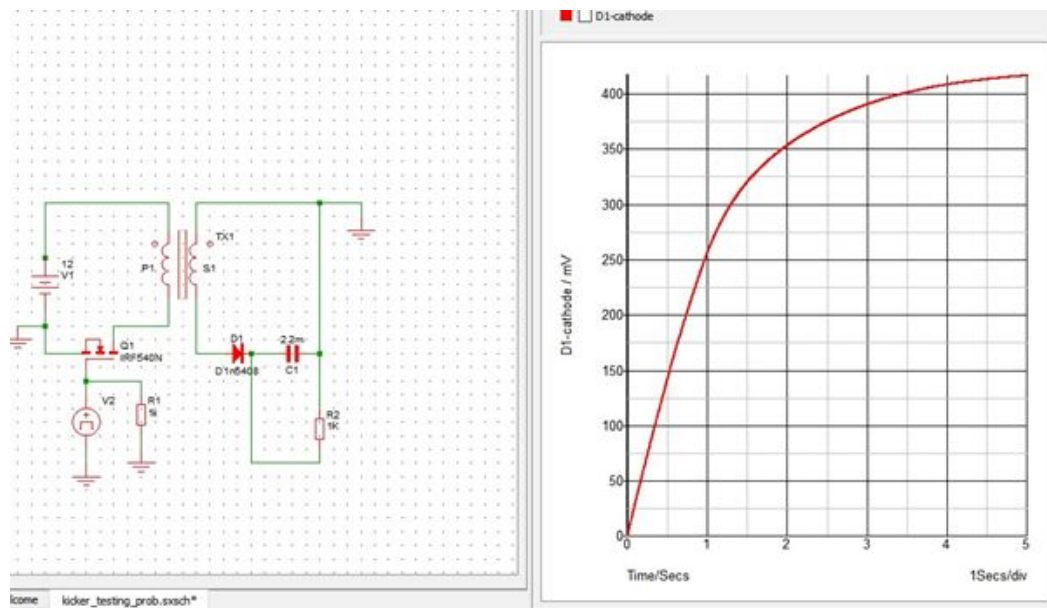 D1-cathode
12
V1
P1
S1
TX1
Q1
IRF540N
V2
R1
D1
D1n5408
2.2m
C1
R2
1K
D1-cathode / mV
400
350
300
250
200
150
100
50
0
0 1 2 3 4 5
Time/Secs 1Secs/div
lcome kicker_testing_prob.sxsch*